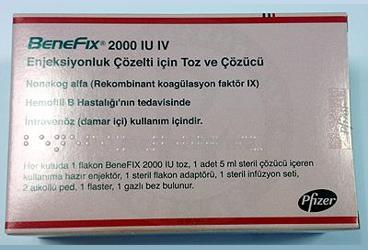 BeneFIX® 2000 IU IV
Enjeksiyonluk Çözelti için Toz ve Çözücü
Nonakog alfa (Rekombinant koagülasyon faktör IX)
Hemofili B Hastalığı'nın tedavisinde
İntravenöz (damar içi) kullanım içindir.
Her kutuda 1 flakon BeneFIX 2000 IU toz, 1 adet 5 ml steril çözücü içeren
kullanıma hazır enjektör, 1 steril flakon adaptörü, 1 steril infüzyon seti,
2 alkollü ped, 1 flaster, 1 gazlı bez bulunur.
Pfizer